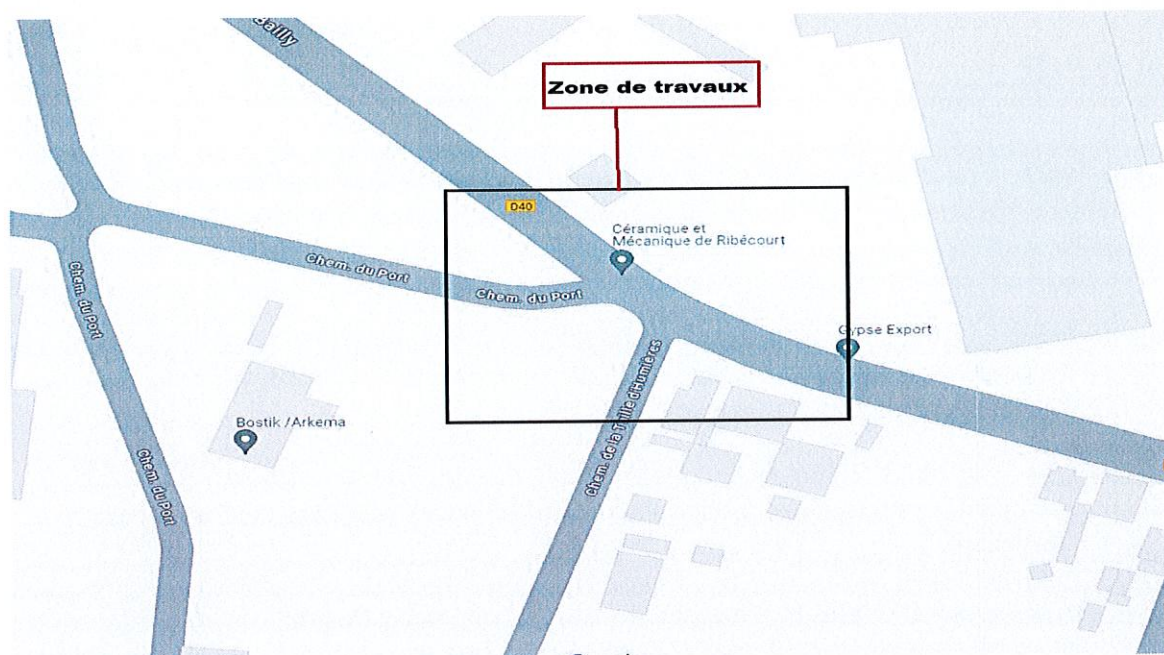 Bailly
Zone de travaux
D40
Céramique et
Mécanique de Ribécourt
Chem. du Port
Chem. du Port
Chem. du Port
Gypse Export
Chem. de la Taille d'Humières
Bostik /Arkema
Chem. du Port